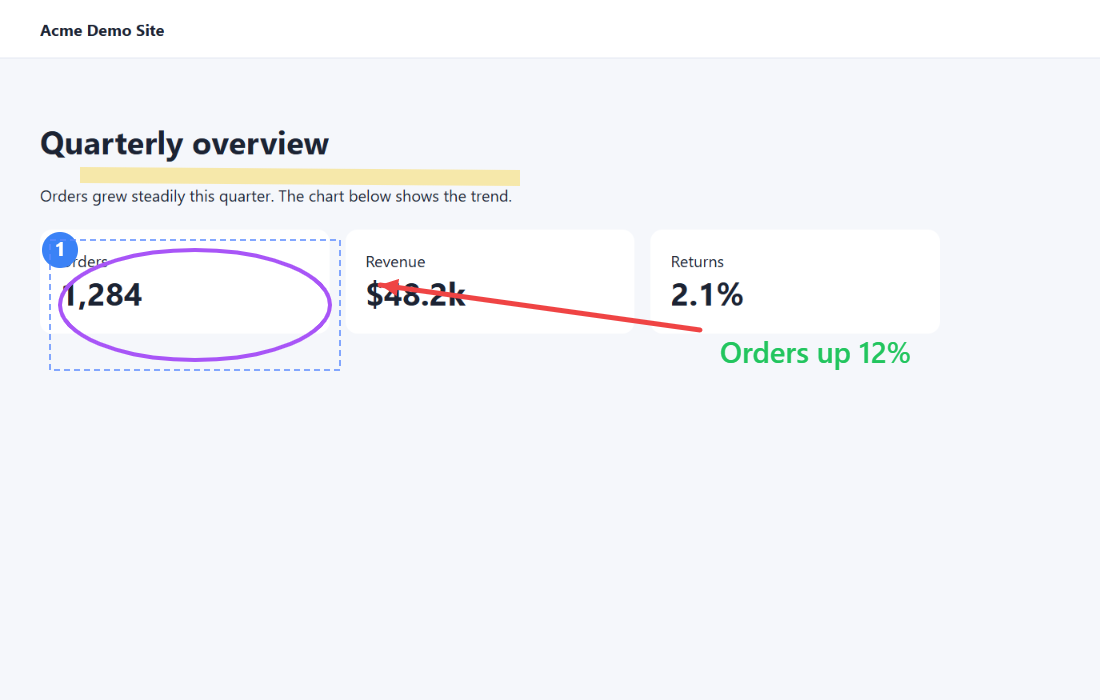 Acme Demo Site
Quarterly overview
Orders grew steadily this quarter. The chart below shows the trend.
1
Orders
1,284
Revenue
$48.2k
Returns
2.1%
Orders up 12%